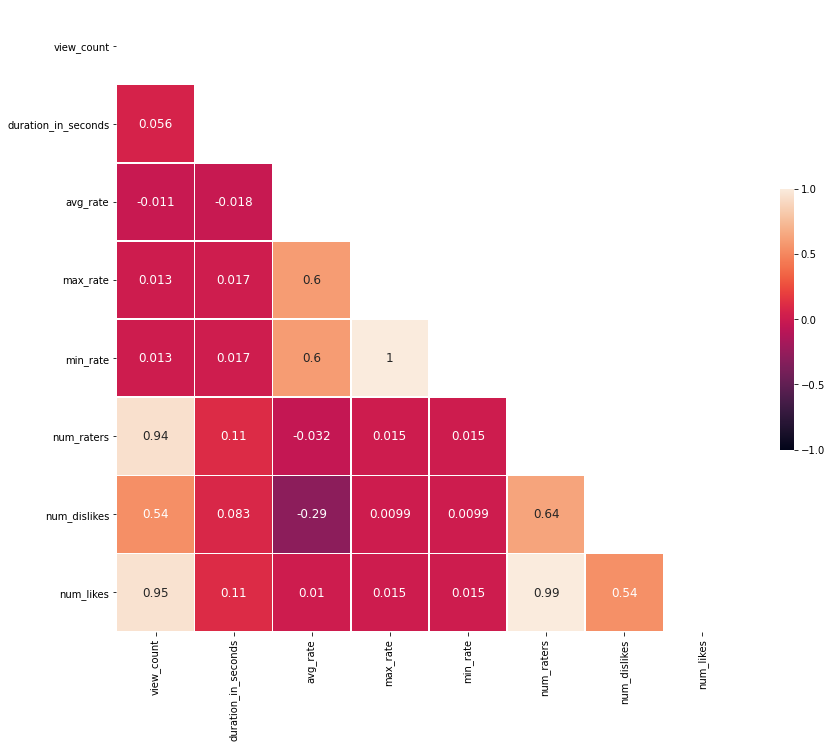 view_count
duration_in_seconds 0.056
avg_rate -0.011 -0.018
max_rate 0.013 0.017 0.6
min_rate 0.013 0.017 0.6 1
num_raters 0.94 0.11 -0.032 0.015 0.015
num_dislikes 0.54 0.083 -0.29 0.0099 0.0099 0.64
num_likes 0.95 0.11 0.01 0.015 0.015 0.99 0.54
view_count
duration_in_seconds
avg_rate
max_rate
min_rate
num_raters
num_dislikes
num_likes
1.0
0.5
0.0
−0.5
−1.0